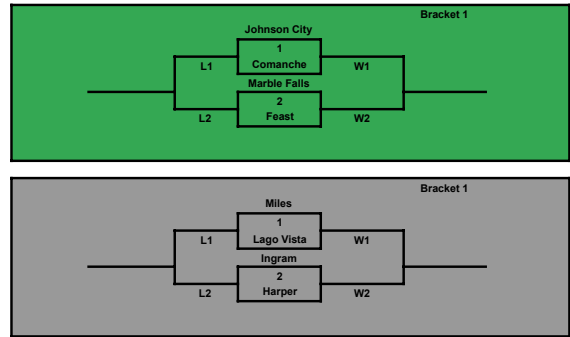 Bracket 1
Johnson City
1
L1 Comanche W1
Marble Falls
2
L2 Feast W2
Bracket 1
Miles
1
L1 Lago Vista W1
Ingram
2
L2 Harper W2